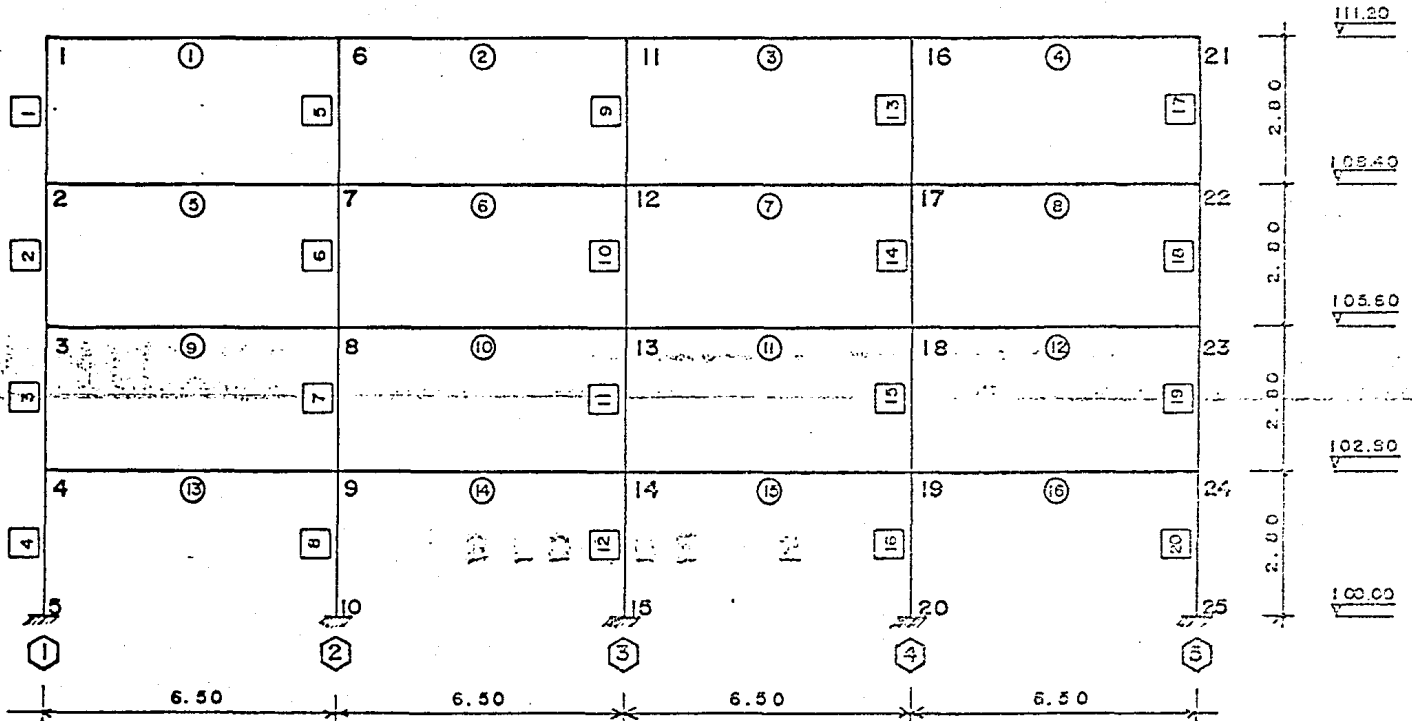 111.20
1 ① 6 ② 11 ③ 16 ④ 21
1 5 9 13 17
2.80
108.40
2 ⑤ 7 ⑥ 12 ⑦ 17 ⑧ 22
2 6 10 14 18
2.80
105.60
3 ⑨ 8 ⑩ 13 ⑪ 18 ⑫ 23
3 7 11 15 19
2.80
102.80
4 ⑬ 9 ⑭ 14 ⑮ 19 ⑯ 24
4 8 12 16 20
2.80
5 10 15 20 25
100.00
1 2 3 4 5
6.50 6.50 6.50 6.50